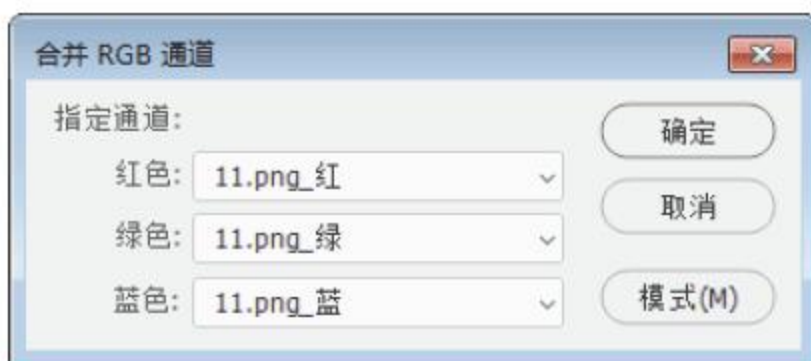 合并 RGB 通道
指定通道:
确定
红色: 11.png_红
取消
绿色: 11.png_绿
蓝色: 11.png_蓝
模式(M)